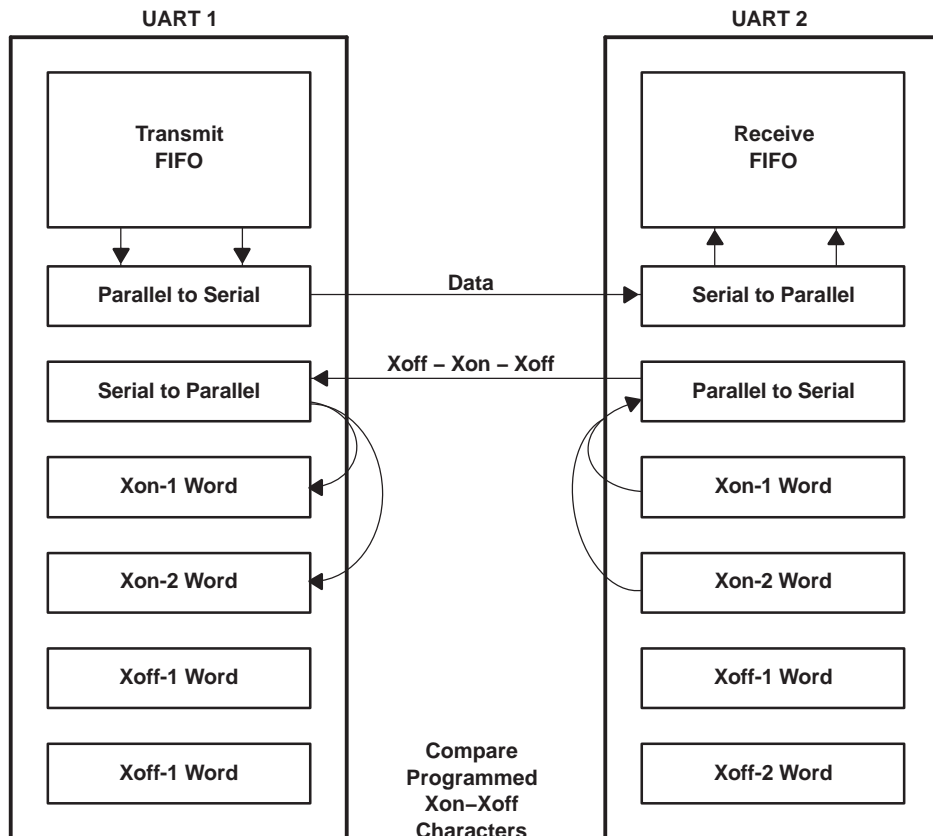 UART 1
UART 2
Transmit
FIFO
Receive
FIFO
Parallel to Serial
Data
Serial to Parallel
Serial to Parallel
Xoff – Xon – Xoff
Parallel to Serial
Xon-1 Word
Xon-1 Word
Xon-2 Word
Xon-2 Word
Xoff-1 Word
Xoff-1 Word
Xoff-1 Word
Compare
Programmed
Xon–Xoff
Characters
Xoff-2 Word